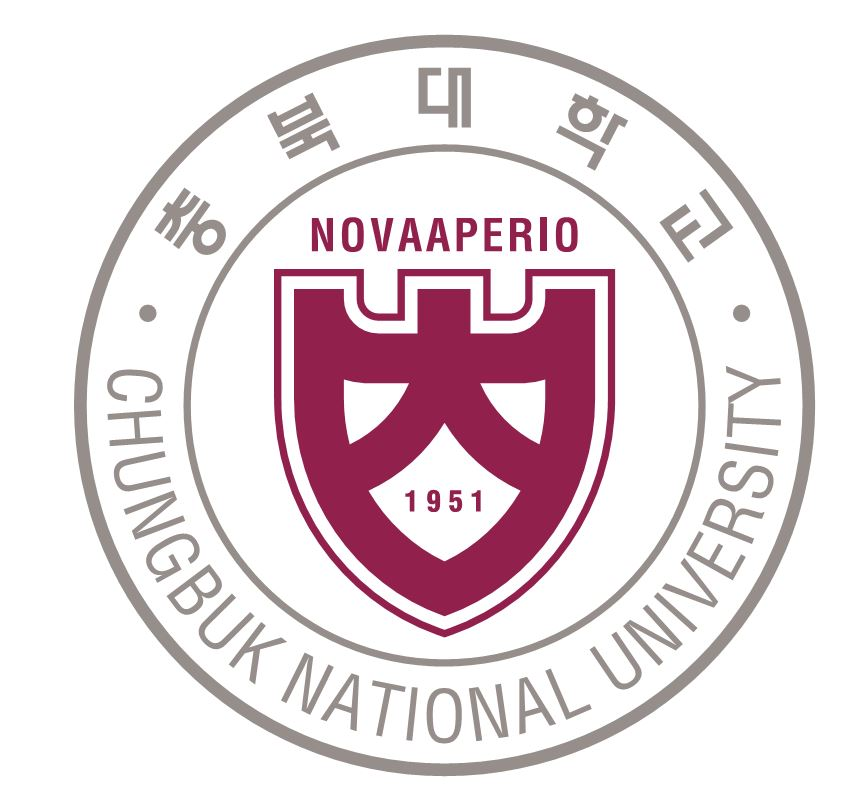 충북대학교
NOVAAPERIO
1951
CHUNGBUK NATIONAL UNIVERSITY